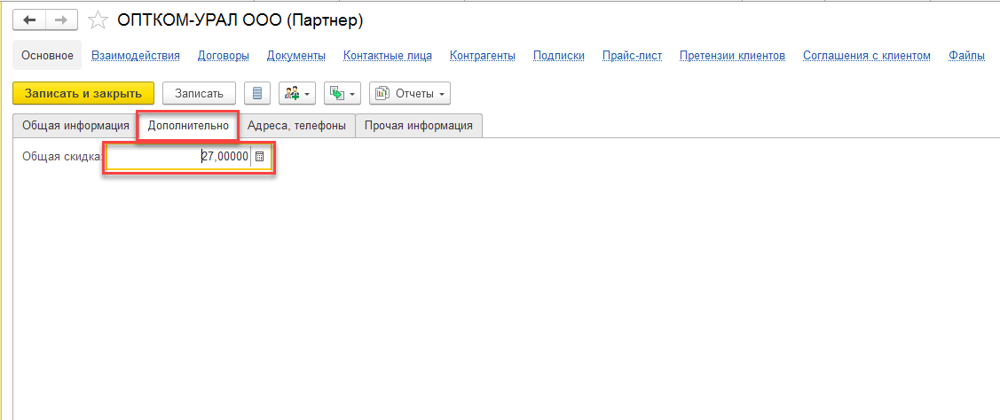 ОПТКОМ-УРАЛ ООО (Партнер)
Основное Взаимодействия Договоры Документы Контактные лица Контрагенты Подписки Прайс-лист Претензии клиентов Соглашения с клиентом Файлы
Записать и закрыть Записать Отчеты
Общая информация Дополнительно Адреса, телефоны Прочая информация
Общая скидка: 27,00000